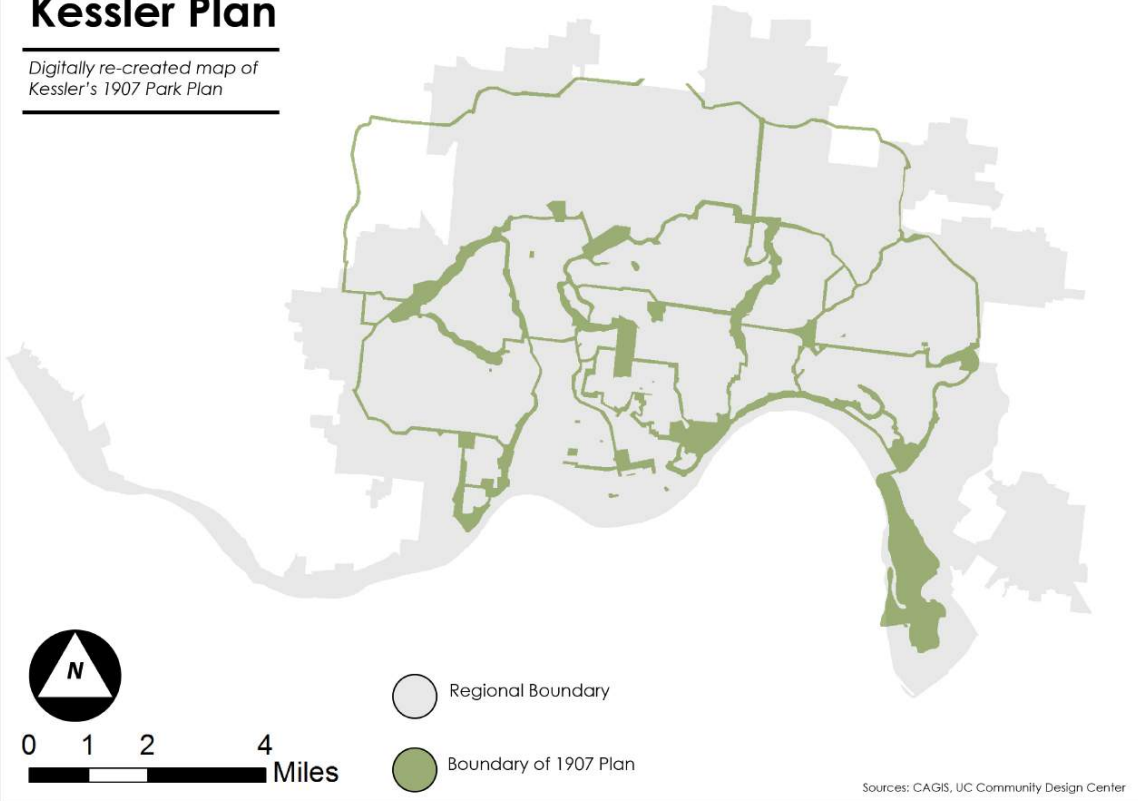 Kessler Plan
Digitally re-created map of
Kessler's 1907 Park Plan
N
0 1 2 4
Miles
Regional Boundary
Boundary of 1907 Plan
Sources: CAGIS, UC Community Design Center